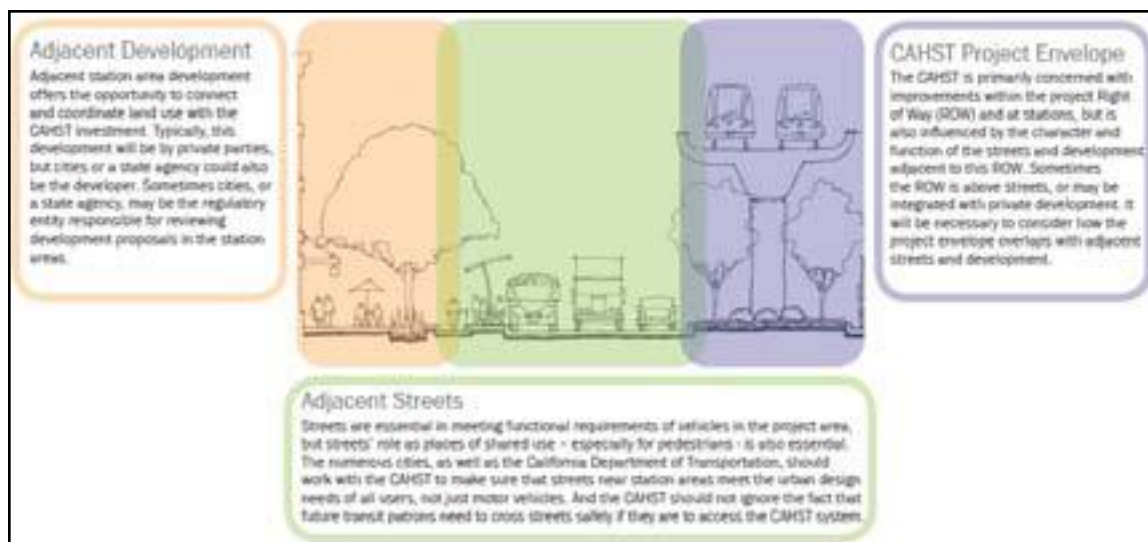 Adjacent Development
Adjacent station area development
offers the opportunity to connect
and coordinate land use with the
CAHST investment. Typically, this
development will be by private parties,
but cities or a state agency could also
be the developer. Sometimes cities, or
a state agency, may be the regulatory
entity responsible for reviewing
development proposals in the station
areas.
CAHST Project Envelope
The CAHST is primarily concerned with
improvements within the project Right
of Way (ROW) and at stations, but is
also influenced by the character and
function of the streets and development
adjacent to this ROW. Sometimes
the ROW is above streets, or may be
integrated with private development. It
will be necessary to consider how the
project envelope overlaps with adjacent
streets and development.
Adjacent Streets
Streets are essential in meeting functional requirements of vehicles in the project area,
but streets' role as places of shared use - especially for pedestrians - is also essential.
The numerous cities, as well as the California Department of Transportation, should
work with the CAHST to make sure that streets near station areas meet the urban design
needs of all users, not just motor vehicles. And the CAHST should not ignore the fact that
future transit patrons need to cross streets safely if they are to access the CAHST system.